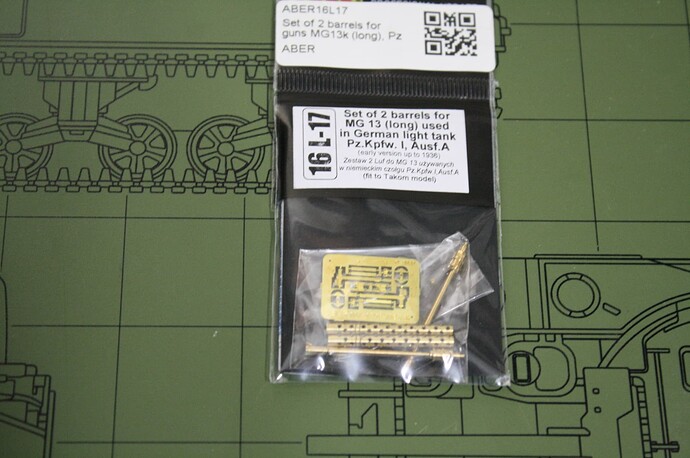 ABER16L17
Set of 2 barrels for
guns MG13k (long), Pz
ABER
16 L-17
Set of 2 barrels for
MG 13 (long) used
in German light tank
Pz.Kpfw. I, Ausf.A
(early version up to 1936)
Zestaw 2 Luf do MG 13 używanych
w niemieckim czołgu Pz.Kpfw.I,Ausf.A
(fit to Takom model)